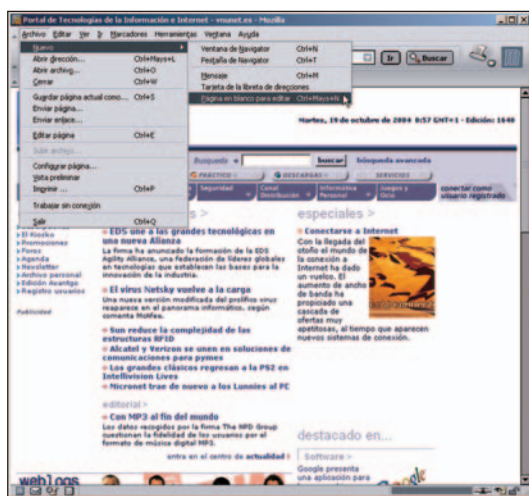 Portal de Tecnologías de la Información e Internet - vnunet.es - Mozilla
Archivo Editar Ver Ir Marcadores Herramientas Ventana Ayuda
Nuevo
Abrir dirección... Ctrl+Mays+L
Abrir archivo... Ctrl+O
Cerrar Ctrl+W
Guardar página actual como... Ctrl+S
Enviar página...
Enviar enlace...
Editar página Ctrl+E
Subir archivo...
Configurar página...
Vista preliminar
Imprimir ... Ctrl+P
Trabajar sin conexión
Salir Ctrl+Q
Ventana de Navigator Ctrl+N
Pestaña de Navigator Ctrl+T
Mensaje Ctrl+M
Tarjeta de la libreta de direcciones
Página en blanco para editar Ctrl+Mays+N
Ir Buscar
Martes, 19 de octubre de 2004 0:57 GMT+1 - Edición: 1640
Búsqueda buscar búsqueda avanzada
PRÁCTICO DESCARGAS SERVICIOS
Seguridad Canal Distribución Informática Personal Juegos y Ocio conectar como usuario registrado
El Kiosko
Promociones
Foros
Agenda
Newsletter
Archivo personal
Edición Avantgo
Registro usuarios
Publicidad
EDS une a las grandes tecnológicas en
una nueva Alianza
La firma ha anunciado la formación de la EDS
Agility Alliance, una federación de líderes globales
en tecnologías que establecen las bases para la
innovación de la industria.
El virus Netsky vuelve a la carga
Una nueva versión modificada del prolífico virus
reaparece en el panorama informático, según
comenta McAfee.
Sun reduce la complejidad de las
estructuras RFID
Alcatel y Verizon se unen en soluciones de
comunicaciones para pymes
Los grandes clásicos regresan a la PS2 en
Intellivision Lives
Micronet trae de nuevo a los Lunnies al PC
editorial >
Con MP3 al fin del mundo
Los datos recogidos por la firma The NPD Group
cuestionan la fidelidad de los usuarios por el
formato de música digital MP3.
entra en el centro de actualidad
especiales >
Conectarse a Internet
Con la llegada del
otoño el mundo de
la conexión a
Internet ha dado
un vuelco. El
aumento de ancho
de banda ha
propiciado una
cascada de
ofertas muy
apetitosas, al tiempo que aparecen
nuevos sistemas de conexión.
destacado en...
Software >
Google presenta
una aplicación para
Google
weblogs